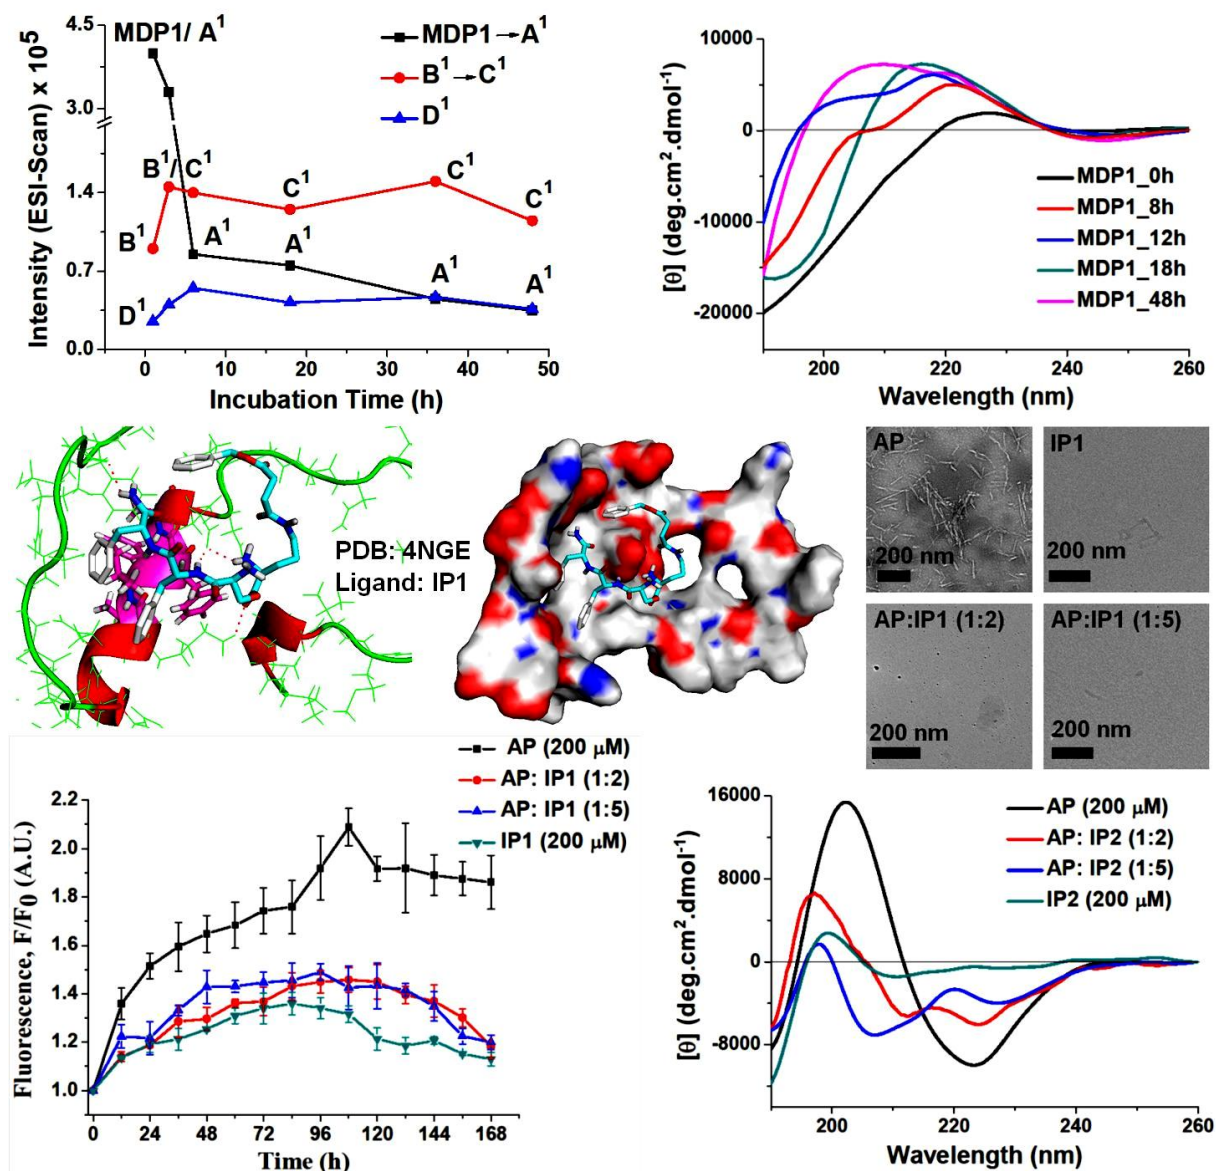 MDP1/ A¹
MDP1→A¹
B¹→C¹
D¹
4.5
3.0
1.4
0.7
0.0
B¹/ C¹
C¹
C¹
C¹
B¹
A¹
A¹
A¹
A¹
D¹
0 10 20 30 40 50
Incubation Time (h)
Intensity (ESI-Scan) x 10⁵
10000
0
-10000
-20000
MDP1_0h
MDP1_8h
MDP1_12h
MDP1_18h
MDP1_48h
200 220 240 260
Wavelength (nm)
[θ] (deg.cm².dmol⁻¹)
PDB: 4NGE
Ligand: IP1
AP
200 nm
IP1
200 nm
AP:IP1 (1:2)
200 nm
AP:IP1 (1:5)
200 nm
AP (200 μM)
AP: IP1 (1:2)
AP: IP1 (1:5)
IP1 (200 μM)
2.2
2.0
1.8
1.6
1.4
1.2
1.0
0 24 48 72 96 120 144 168
Time (h)
Fluorescence, F/F₀ (A.U.)
16000
8000
0
-8000
AP (200 μM)
AP: IP2 (1:2)
AP: IP2 (1:5)
IP2 (200 μM)
200 220 240 260
Wavelength (nm)
[θ] (deg.cm².dmol⁻¹)